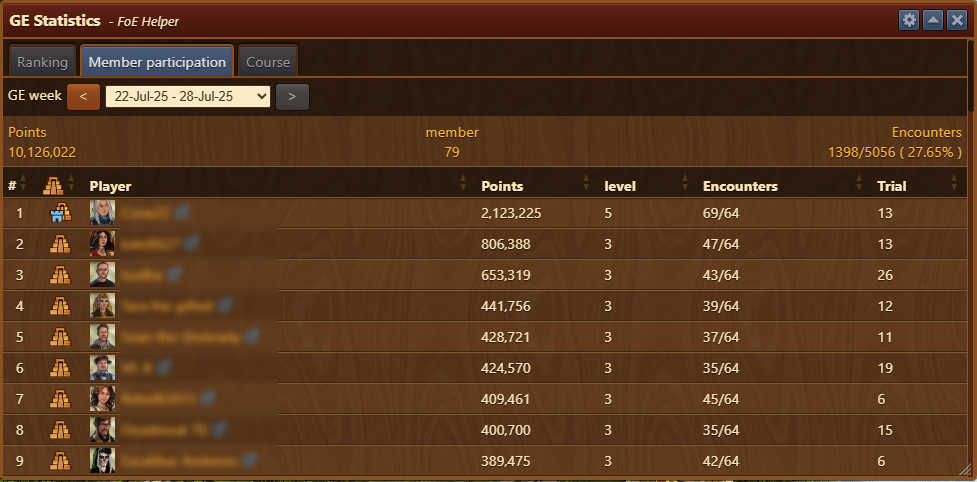 GE Statistics - FoE Helper
Ranking Member participation Course
GE week < 22-Jul-25 - 28-Jul-25 >
Points member Encounters
10,126,022 79 1398/5056 ( 27.65% )
# Player Points level Encounters Trial
1 2,123,225 5 69/64 13
2 806,388 3 47/64 13
3 653,319 3 43/64 26
4 441,756 3 39/64 12
5 428,721 3 37/64 11
6 424,570 3 35/64 19
7 409,461 3 45/64 6
8 400,700 3 35/64 15
9 389,475 3 42/64 6